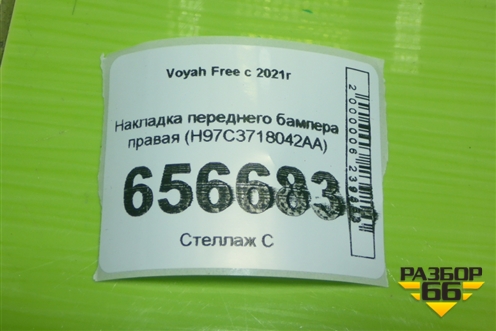 Voyah Free с 2021г
Накладка переднего бампера
правая (H97C3718042AA)
656683
Стеллаж С
РАЗБОР
66